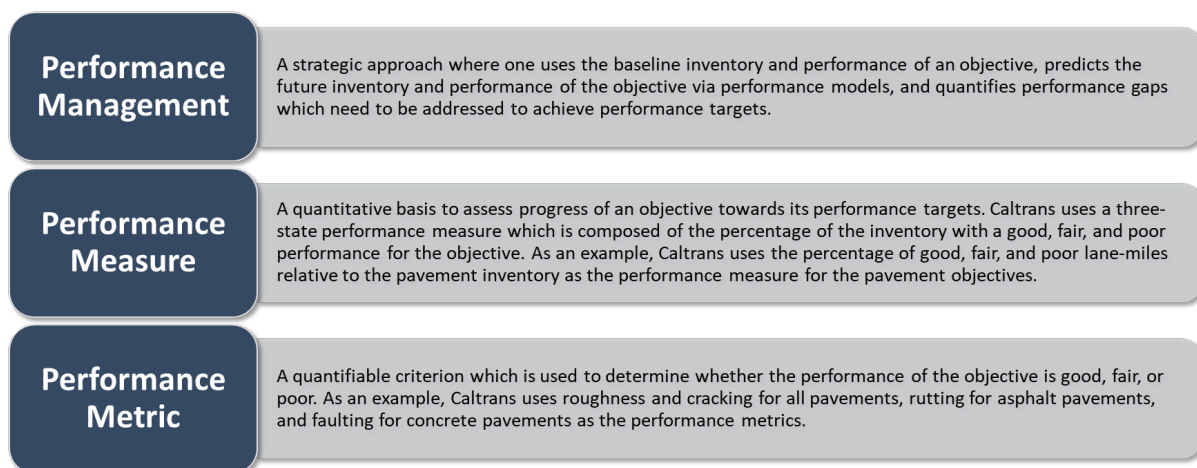 Performance
Management
A strategic approach where one uses the baseline inventory and performance of an objective, predicts the
future inventory and performance of the objective via performance models, and quantifies performance gaps
which need to be addressed to achieve performance targets.
Performance
Measure
A quantitative basis to assess progress of an objective towards its performance targets. Caltrans uses a three-
state performance measure which is composed of the percentage of the inventory with a good, fair, and poor
performance for the objective. As an example, Caltrans uses the percentage of good, fair, and poor lane-miles
relative to the pavement inventory as the performance measure for the pavement objectives.
Performance
Metric
A quantifiable criterion which is used to determine whether the performance of the objective is good, fair, or
poor. As an example, Caltrans uses roughness and cracking for all pavements, rutting for asphalt pavements,
and faulting for concrete pavements as the performance metrics.